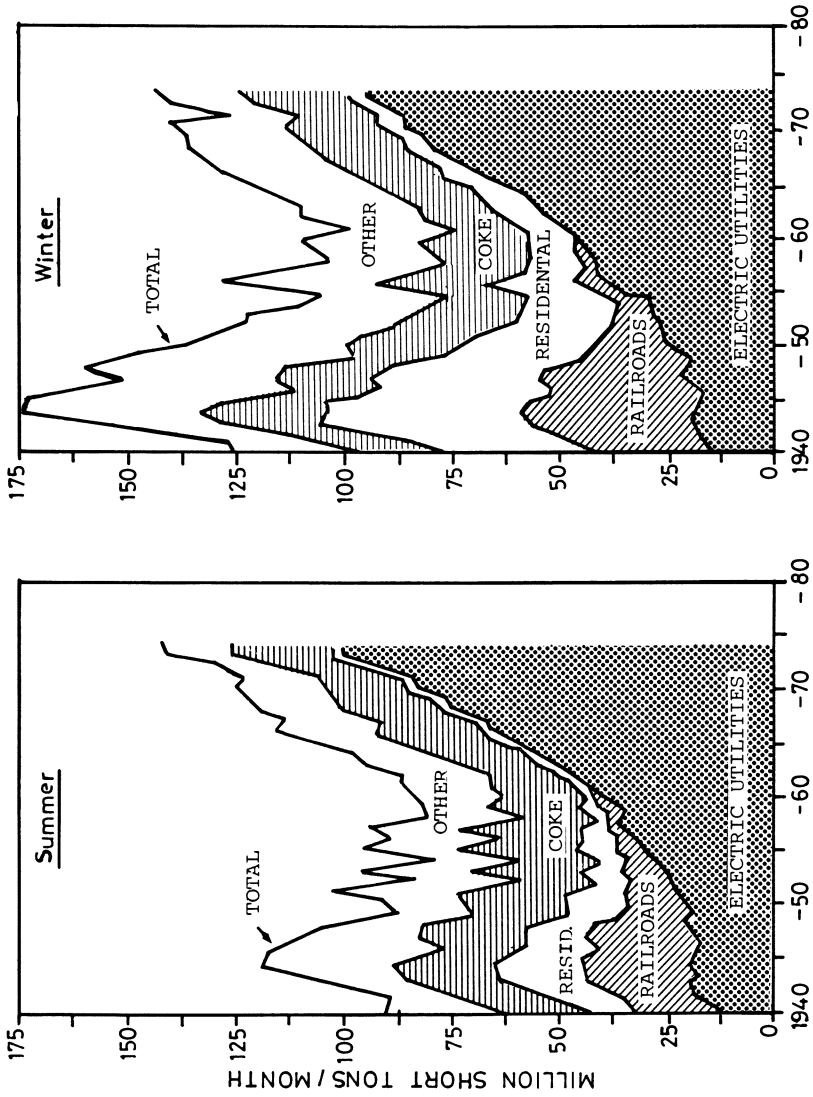 Summer
MILLION SHORT TONS/MONTH
175
150
125
100
75
50
25
0
TOTAL
OTHER
COKE
RESID.
RAILROADS
ELECTRIC UTILITIES
1940
-50
-60
-70
-80
Winter
175
150
125
100
75
50
25
0
TOTAL
OTHER
COKE
RESIDENTAL
RAILROADS
ELECTRIC UTILITIES
1940
-50
-60
-70
-80